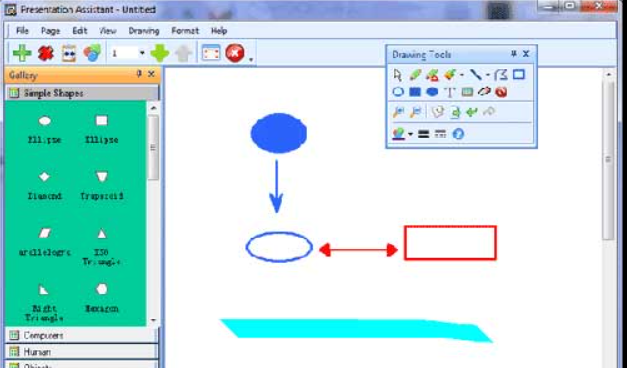 Presentation Assistant - Untitled
File Page Edit View Drawing Format Help
1
Drawing Tools
Gallery
Simple Shapes
Ellipse Ellipse
Diamond Trapezoid
arallelogra ISO Triangle
Right Triangle Hexagon
Computers
Human
Objects